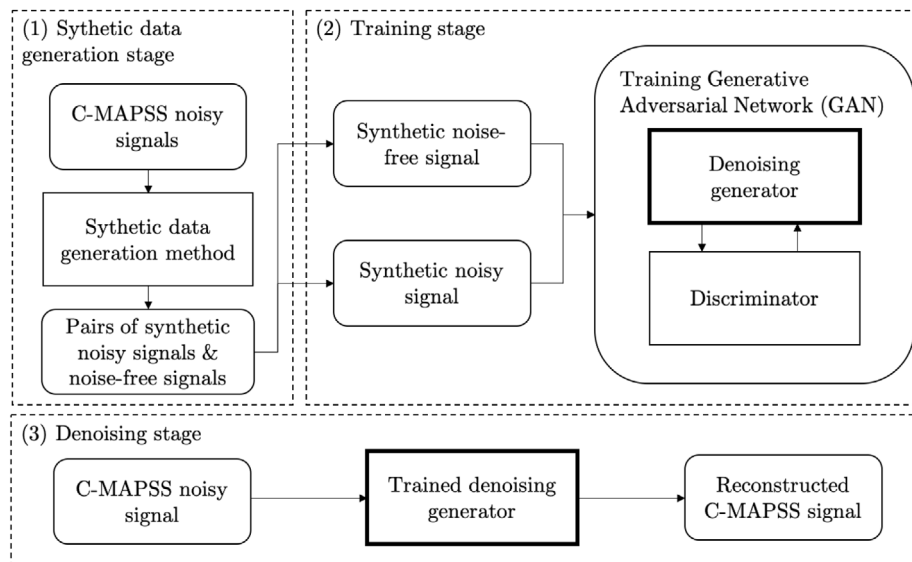 (1) Sythetic data
generation stage
C-MAPSS noisy
signals
Sythetic data
generation method
Pairs of synthetic
noisy signals &
noise-free signals
(2) Training stage
Synthetic noise-
free signal
Synthetic noisy
signal
Training Generative
Adversarial Network (GAN)
Denoising
generator
Discriminator
(3) Denoising stage
C-MAPSS noisy
signal
Trained denoising
generator
Reconstructed
C-MAPSS signal